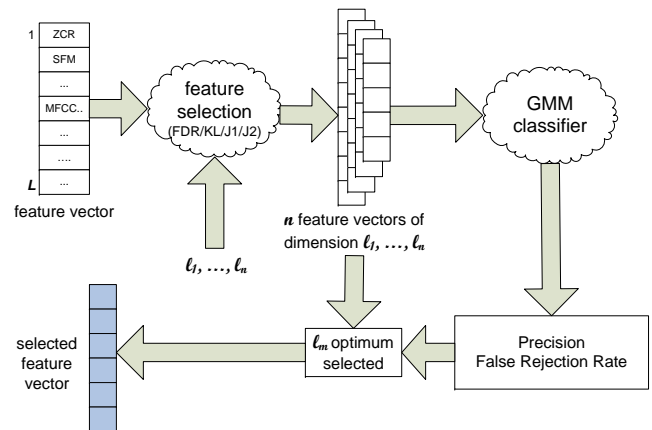 1
ZCR
SFM
...
MFCC..
...
....
...
L
feature vector
feature
selection
(FDR/KL/J1/J2)
ℓ1, …, ℓn
n feature vectors of
dimension ℓ1, …, ℓn
GMM
classifier
Precision
False Rejection Rate
ℓm optimum
selected
selected
feature
vector